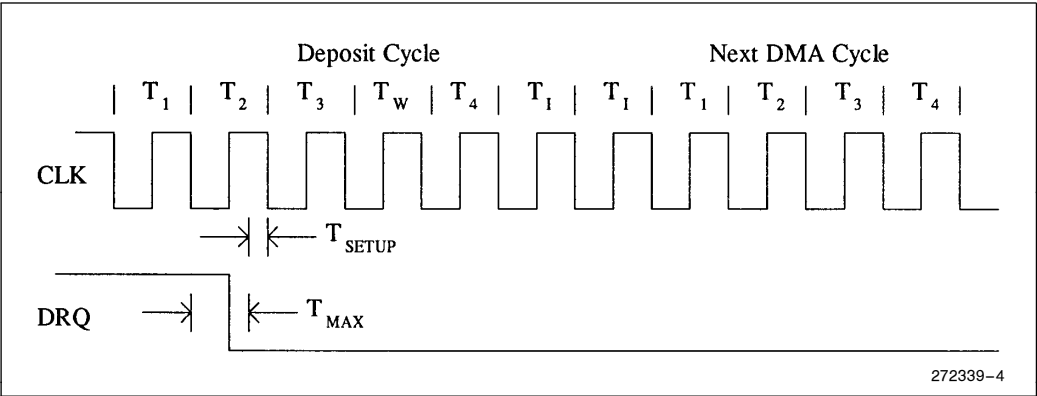 Deposit Cycle Next DMA Cycle
| T1 | T2 | T3 | TW | T4 | TI | TI | T1 | T2 | T3 | T4 |
CLK
TSETUP
DRQ
TMAX
272339-4